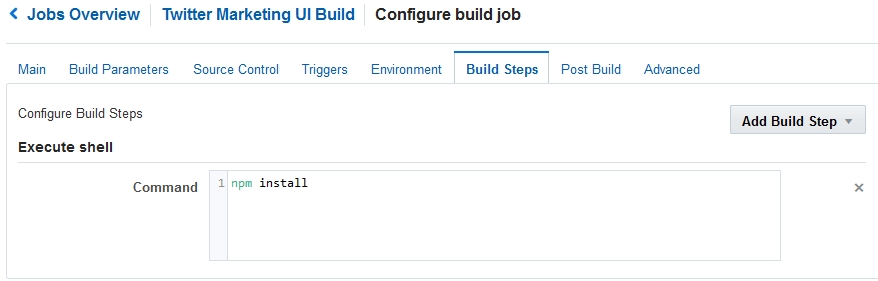 Jobs Overview Twitter Marketing UI Build Configure build job
Main Build Parameters Source Control Triggers Environment Build Steps Post Build Advanced
Configure Build Steps
Add Build Step
Execute shell
Command 1 npm install